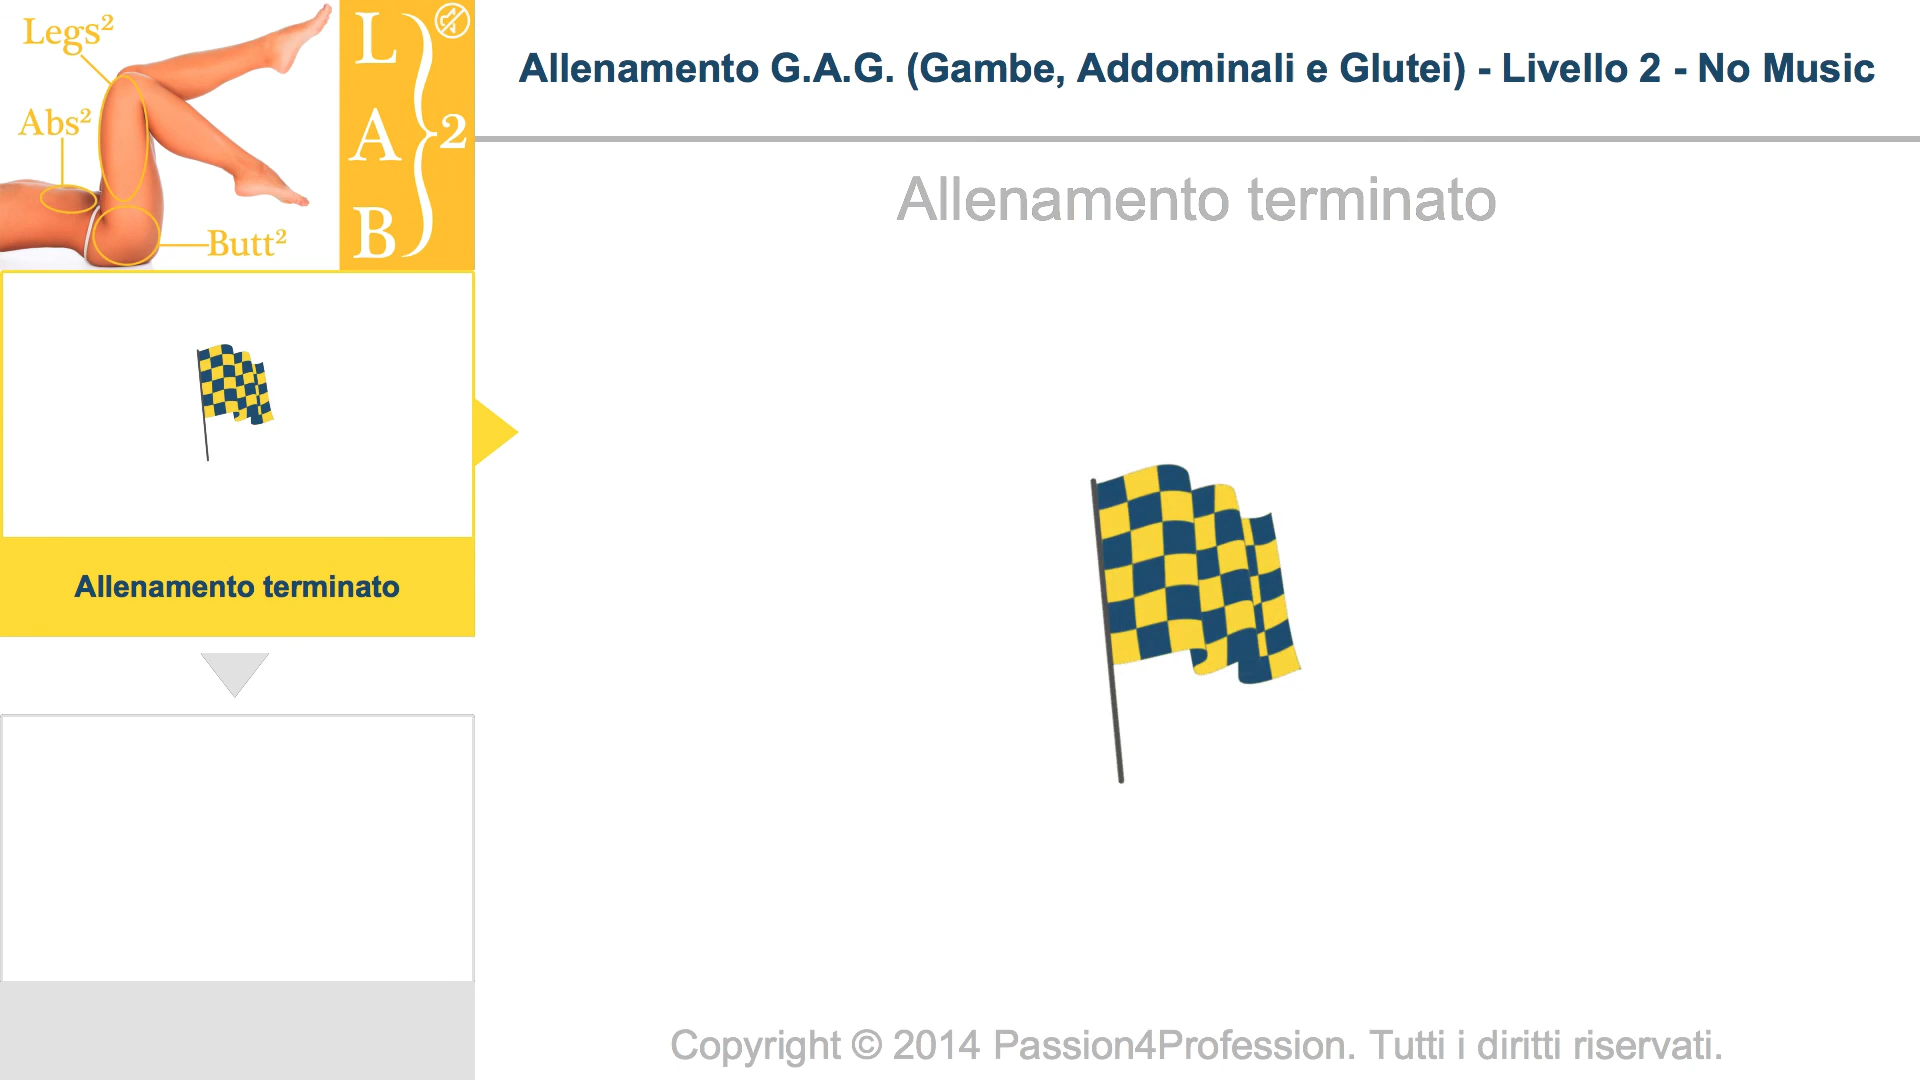 Legs²
Abs²
Butt²
L
A
B
2
Allenamento G.A.G. (Gambe, Addominali e Glutei) - Livello 2 - No Music
Allenamento terminato
Allenamento terminato
Copyright © 2014 Passion4Profession. Tutti i diritti riservati.